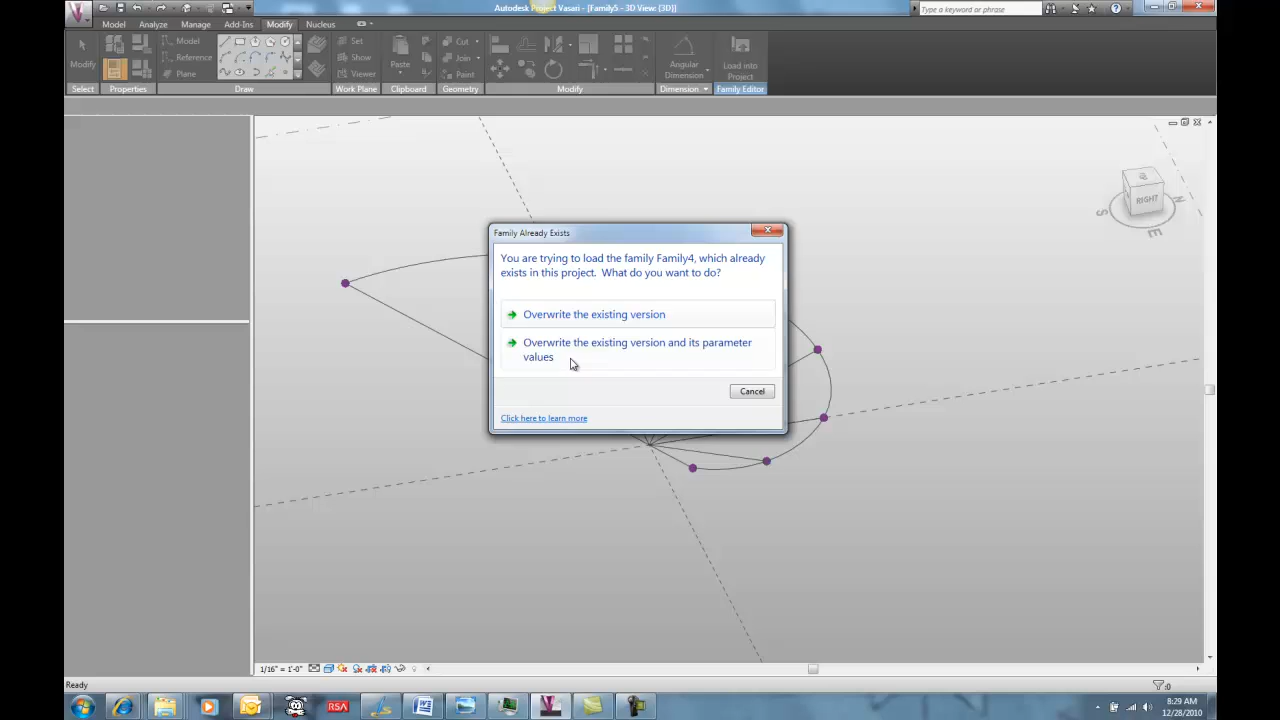 Autodesk Project Vasari - [Family5 - 3D View: {3D}]
Type a keyword or phrase
Model Analyze Manage Add-Ins Modify Nucleus
Modify
Model
Reference
Plane
Set
Show
Viewer
Paste
Cut
Join
Paint
Angular
Dimension
Load into
Project
Select Properties Draw Work Plane Clipboard Geometry Modify Dimension Family Editor
RIGHT
S
N
E
Family Already Exists
You are trying to load the family Family4, which already
exists in this project. What do you want to do?
Overwrite the existing version
Overwrite the existing version and its parameter
values
Cancel
Click here to learn more
1/16" = 1'-0"
Ready
:0
RSA
8:29 AM
12/28/2010